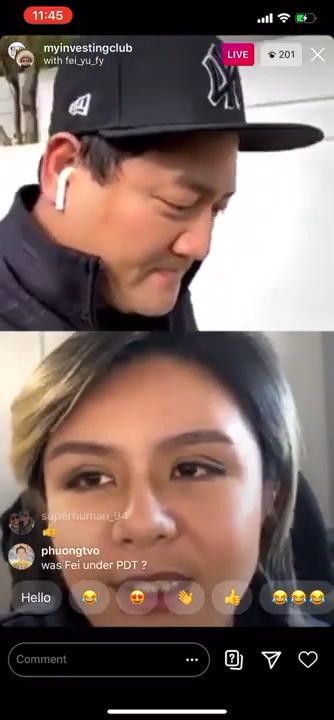 11:45
myinvestingclub
with fei_yu_fy
LIVE
201
superhuman_94
phuongtvo
was Fei under PDT ?
Hello
Comment